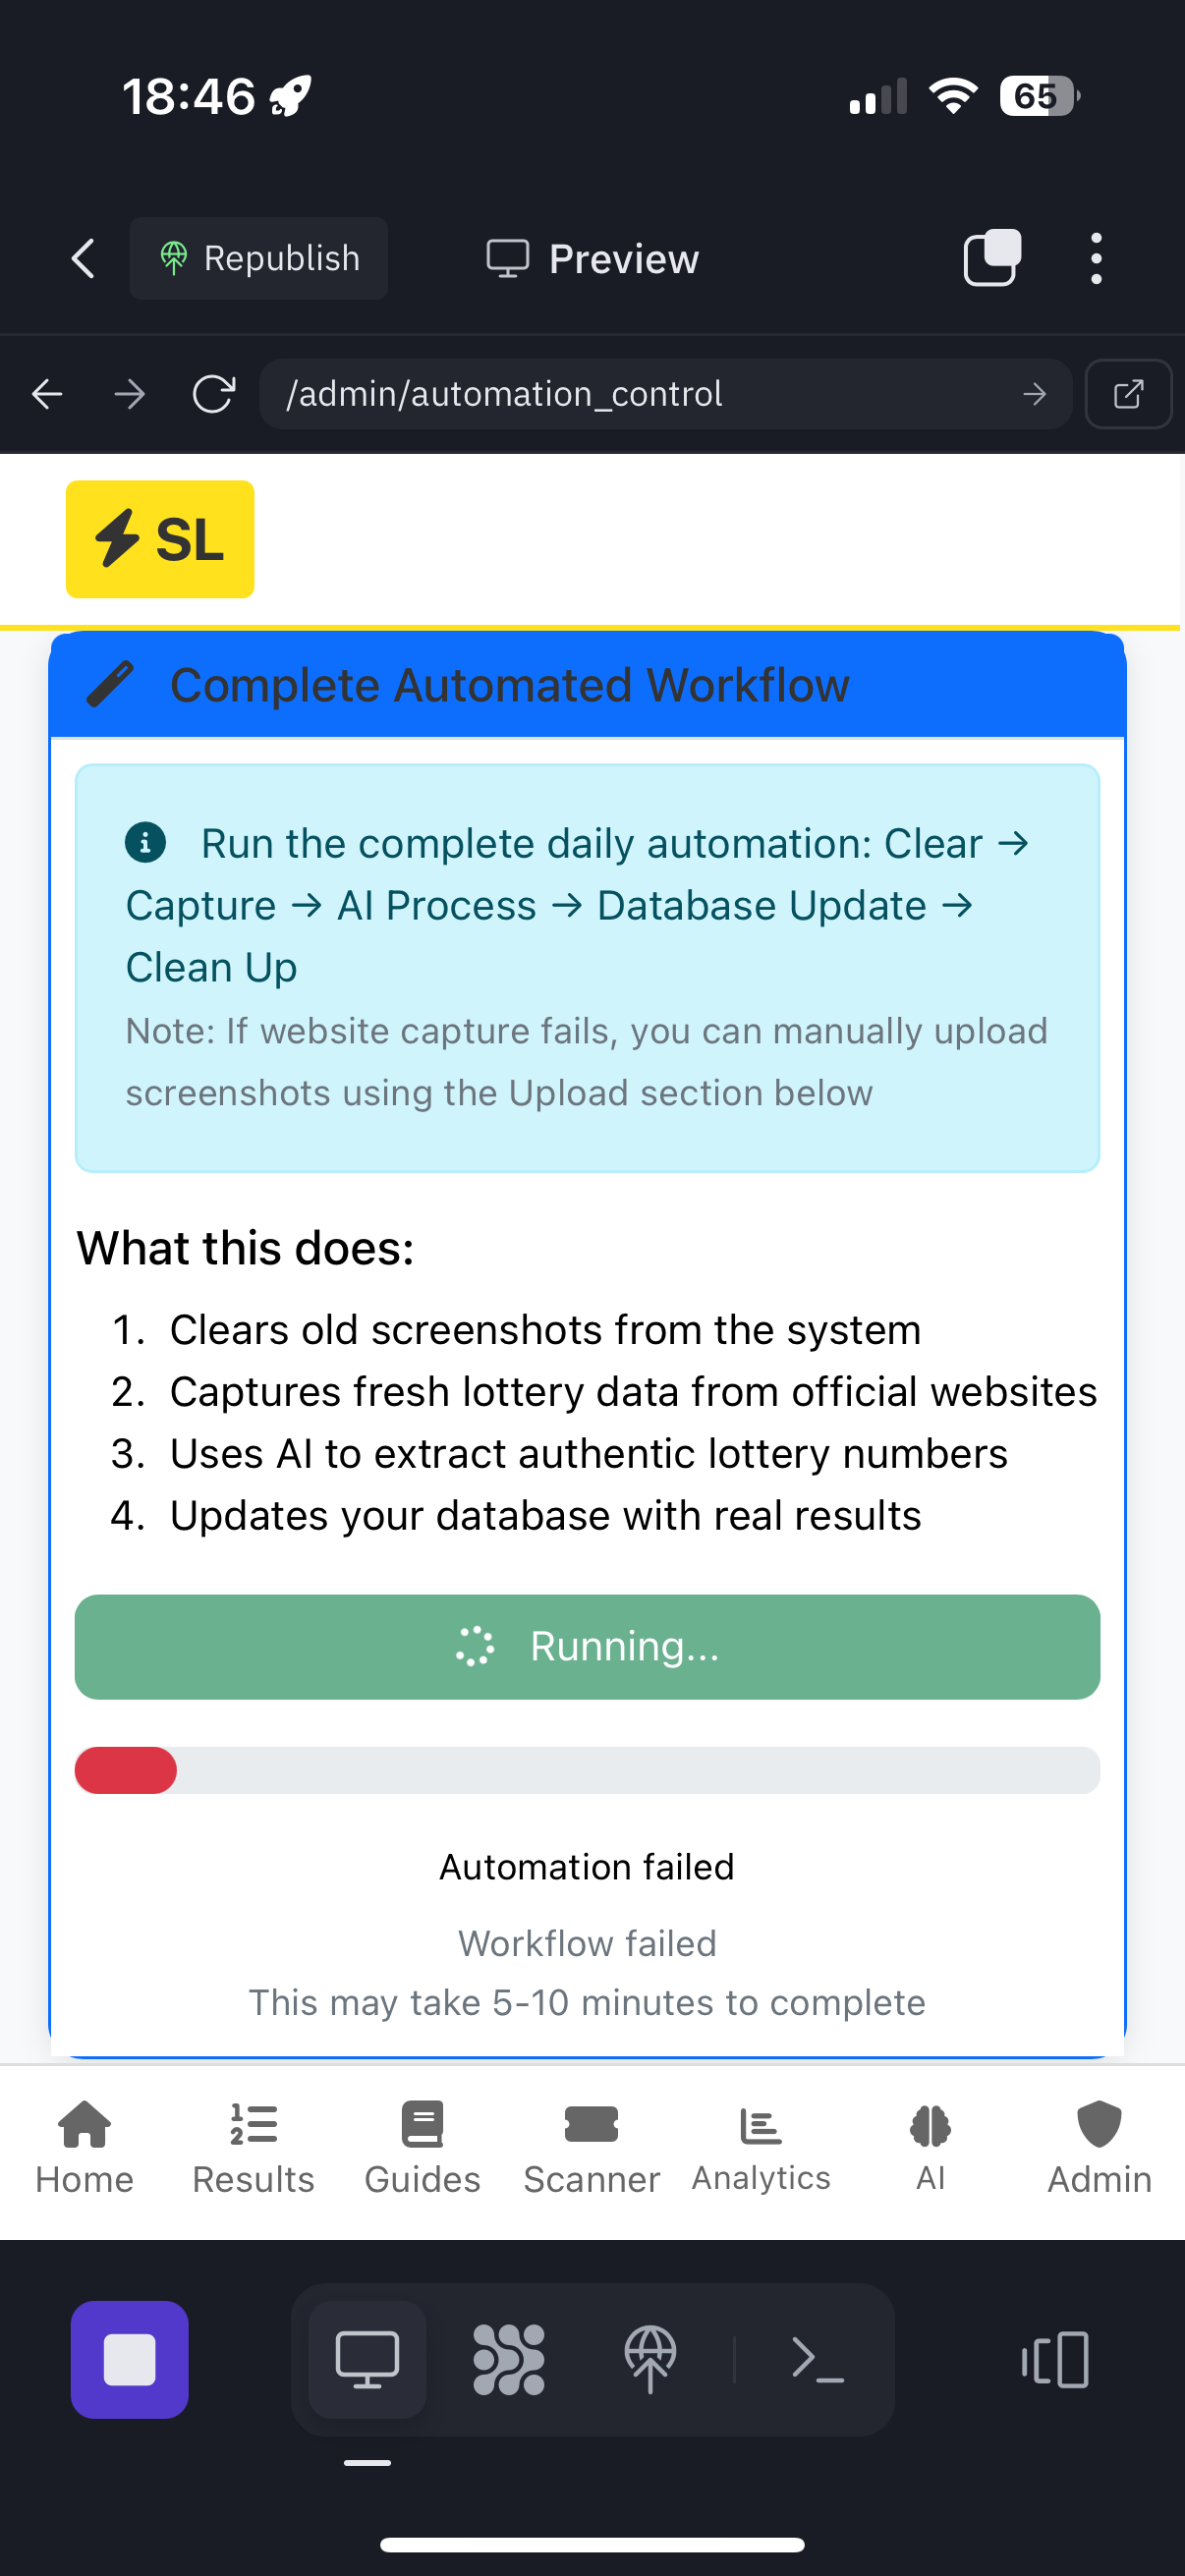 18:46
65
Republish
Preview
/admin/automation_control →
SL
Complete Automated Workflow
Run the complete daily automation: Clear →
Capture → AI Process → Database Update →
Clean Up
Note: If website capture fails, you can manually upload
screenshots using the Upload section below
What this does:
1. Clears old screenshots from the system
2. Captures fresh lottery data from official websites
3. Uses AI to extract authentic lottery numbers
4. Updates your database with real results
Running...
Automation failed
Workflow failed
This may take 5-10 minutes to complete
Home Results Guides Scanner Analytics AI Admin